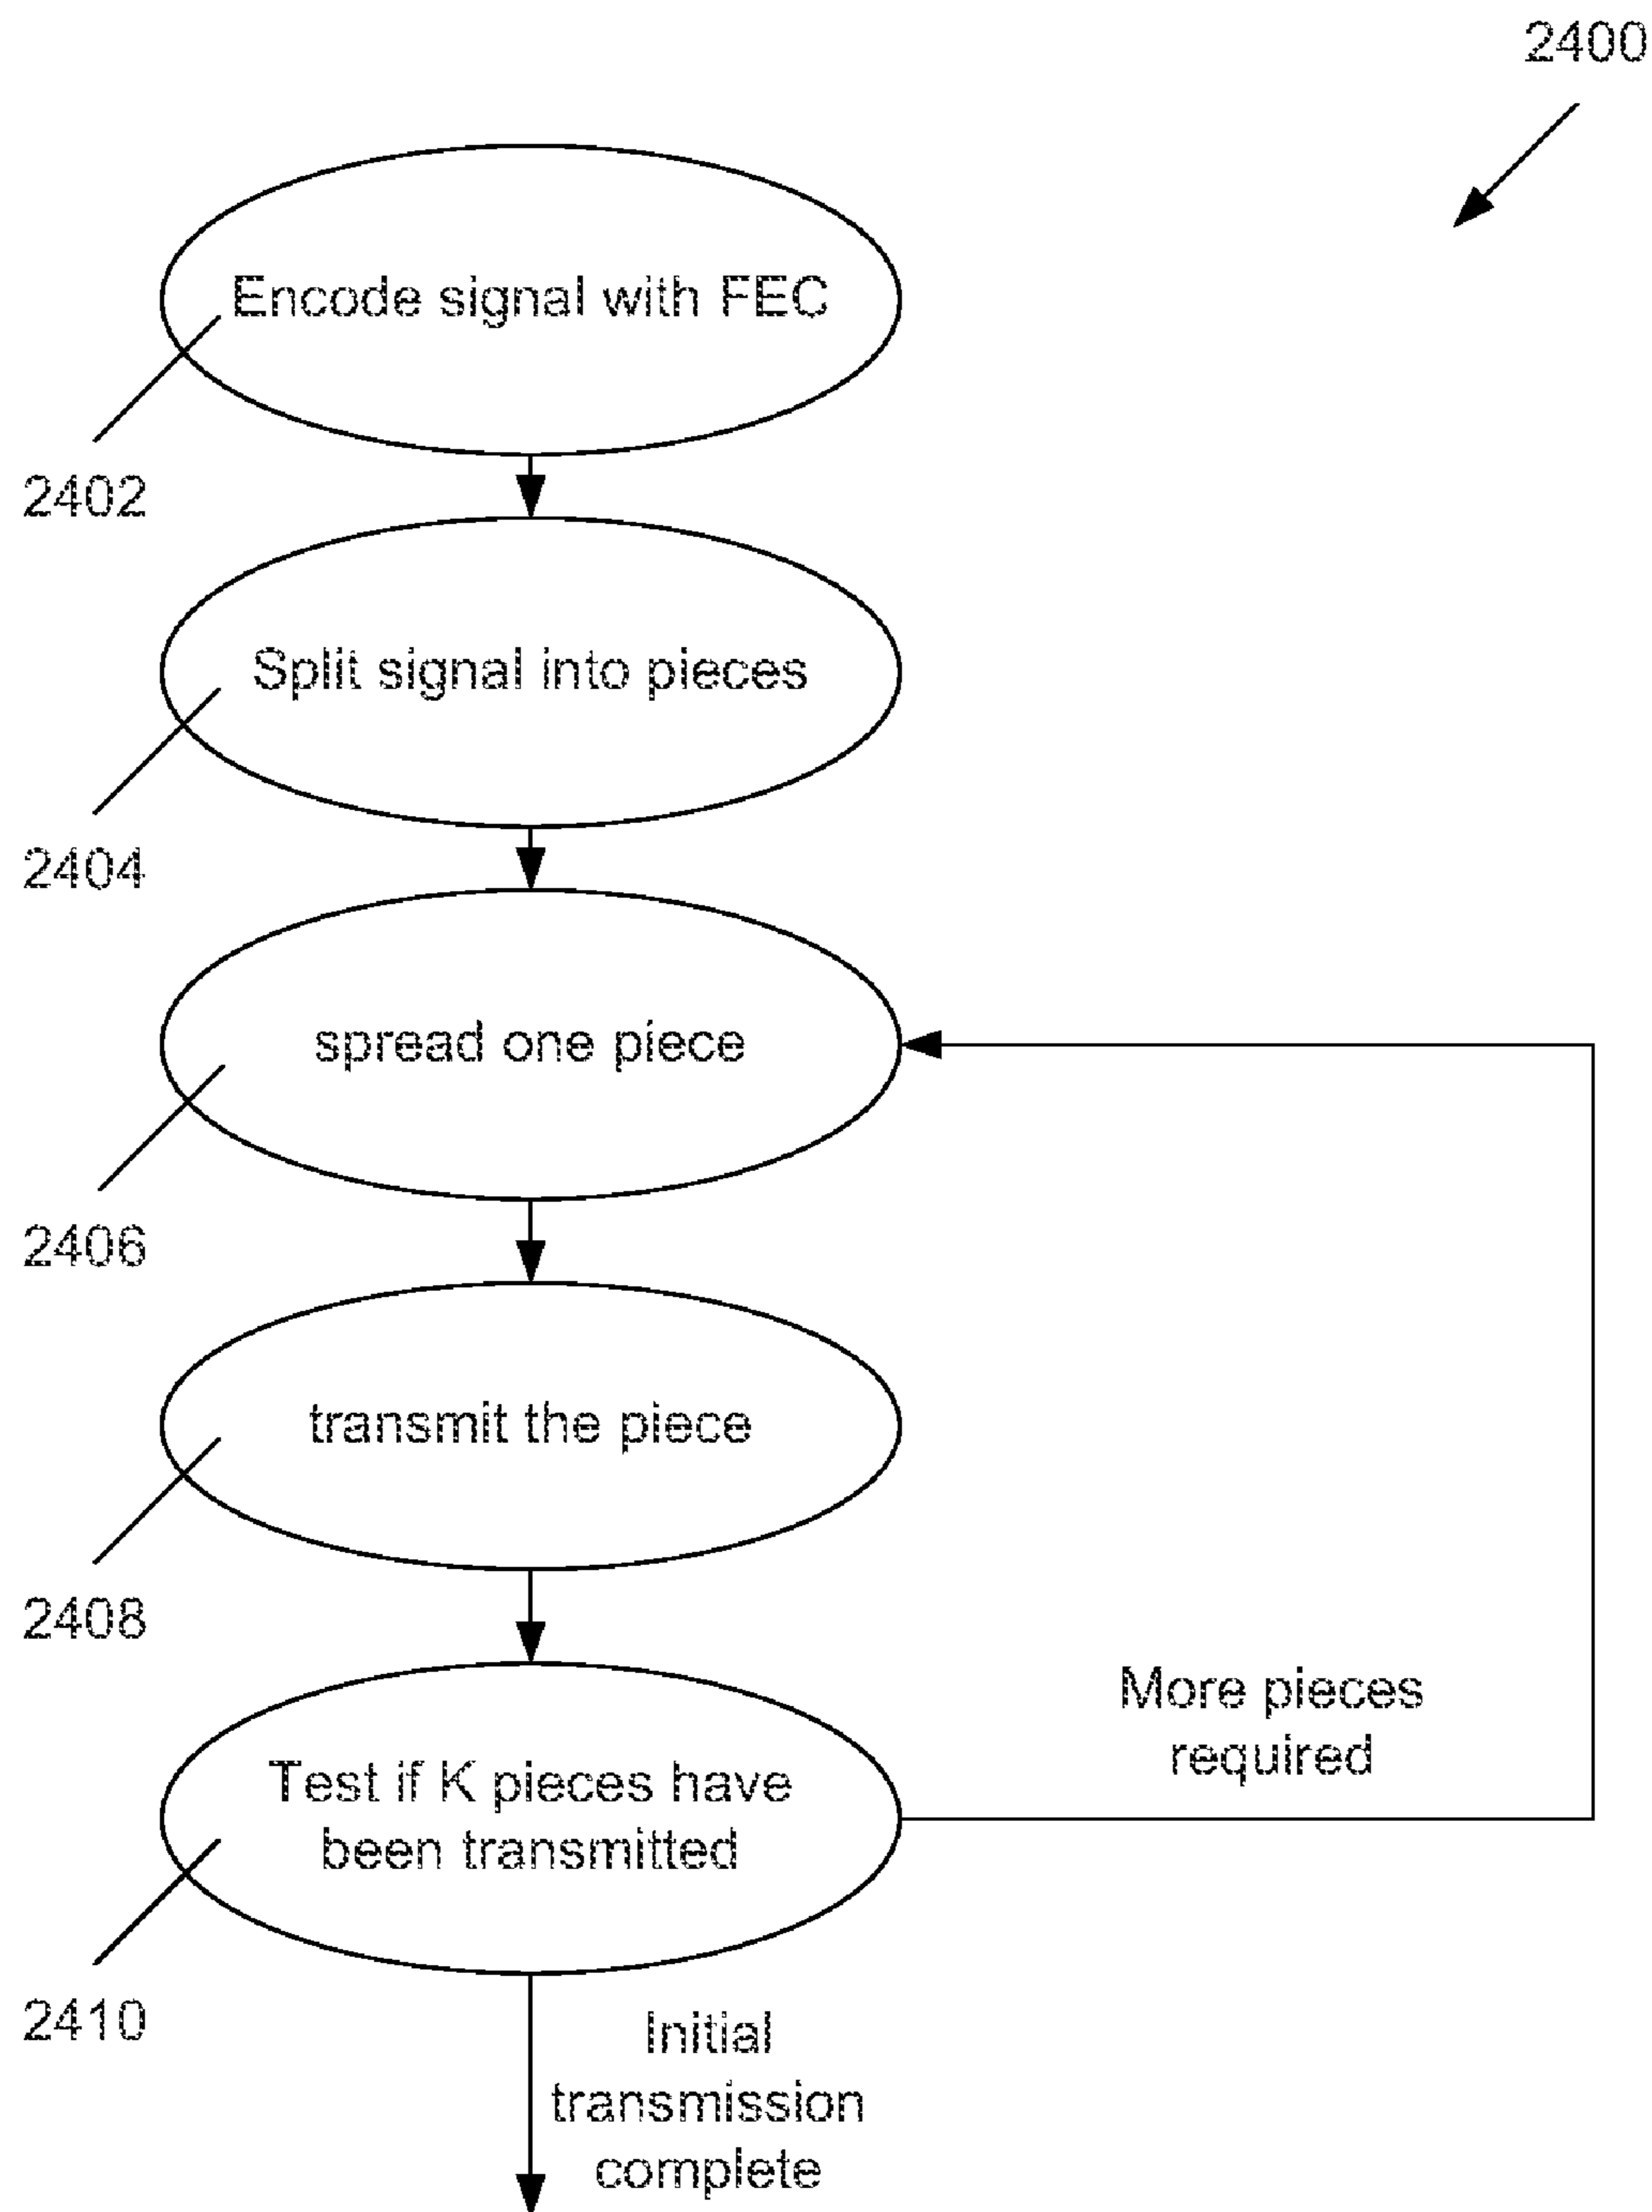 2400
Encode signal with FEC
2402
Split signal into pieces
2404
spread one piece
2406
transmit the piece
2408
More pieces
required
Test if K pieces have
been transmitted
2410
Initial
transmission
complete